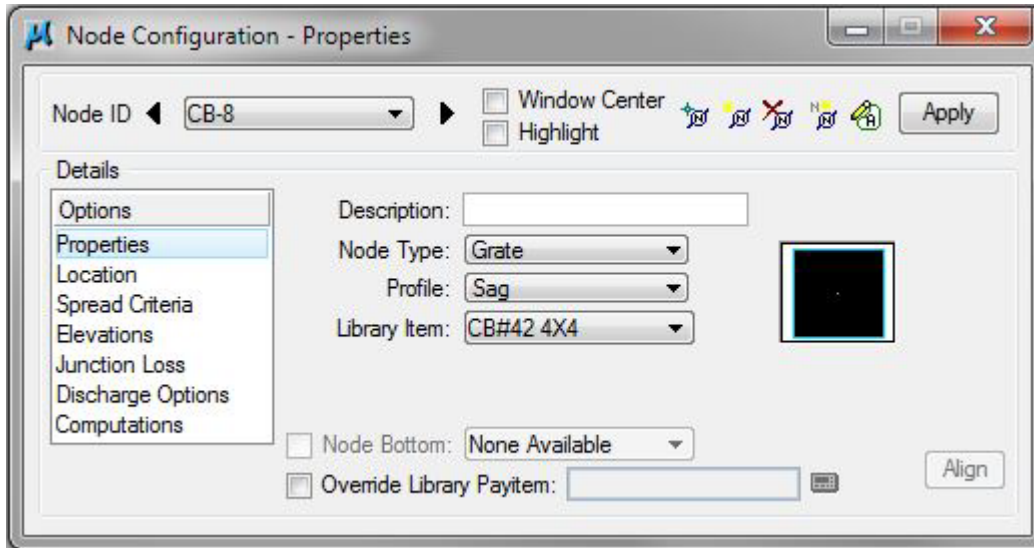 Node Configuration - Properties
Node ID CB-8 Window Center
Highlight
Apply
Details
Options
Properties
Location
Spread Criteria
Elevations
Junction Loss
Discharge Options
Computations
Description:
Node Type: Grate
Profile: Sag
Library Item: CB#42 4X4
Node Bottom: None Available
Override Library Payitem:
Align